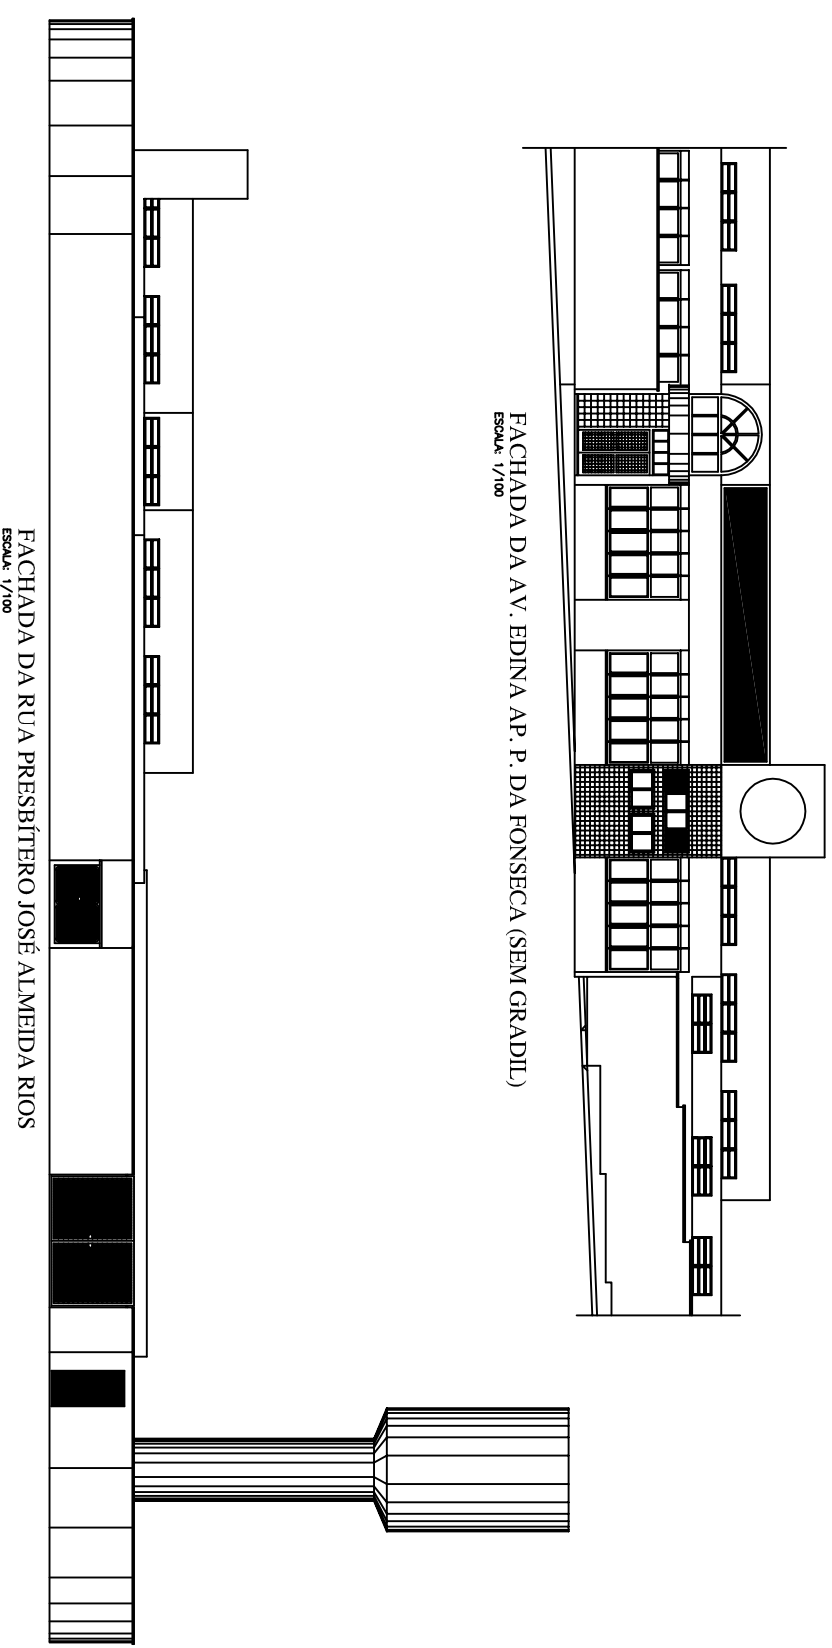 FACHADA DA AV. EDINA AP. P. DA FONSECA (SEM GRADIL)
ESCALA: 1/100
FACHADA DA RUA PRESBÍTERO JOSÉ ALMEIDA RIOS
ESCALA: 1/100